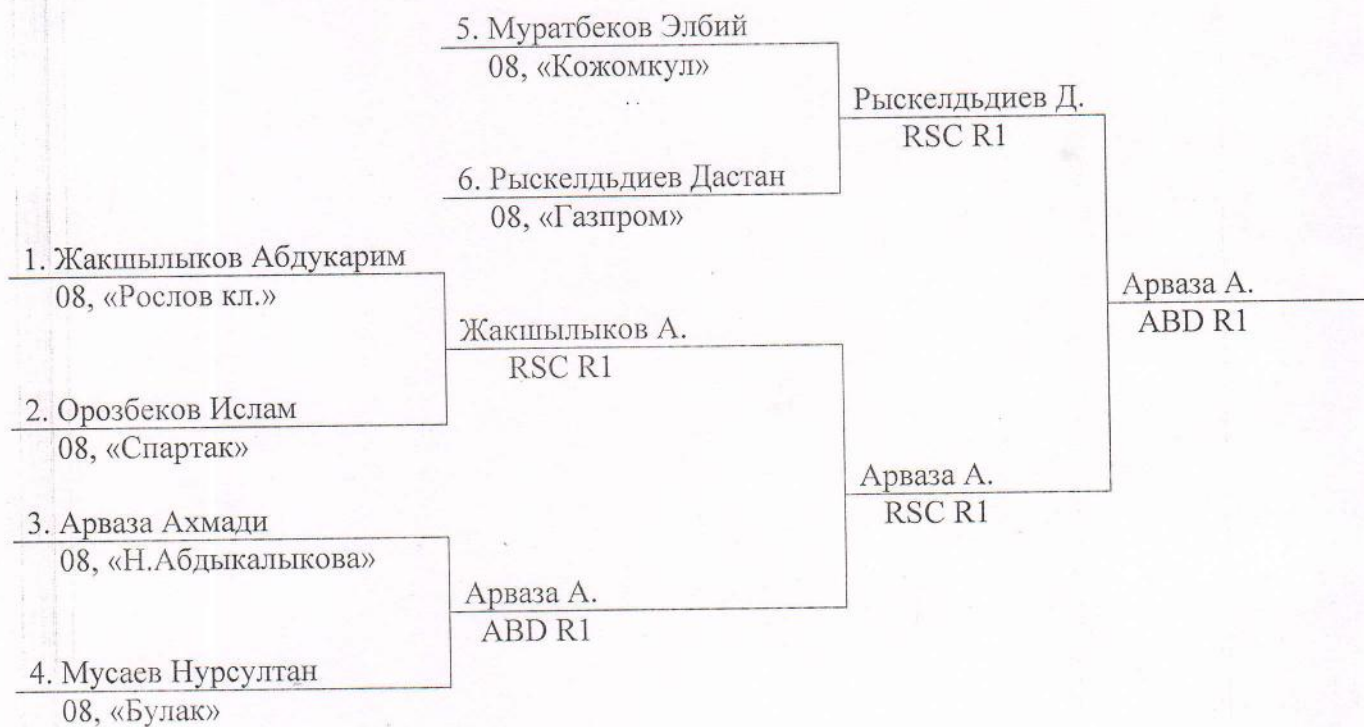 5. Муратбеков Элбий
08, «Кожомкул»
Рыскелдьдиев Д.
RSC R1
6. Рыскелдьдиев Дастан
08, «Газпром»
1. Жакшылыков Абдукарим
08, «Рослов кл.»
Арваза А.
ABD R1
Жакшылыков А.
RSC R1
2. Орозбеков Ислам
08, «Спартак»
Арваза А.
RSC R1
3. Арваза Ахмади
08, «Н.Абдыкалыкова»
Арваза А.
ABD R1
4. Мусаев Нурсултан
08, «Булак»